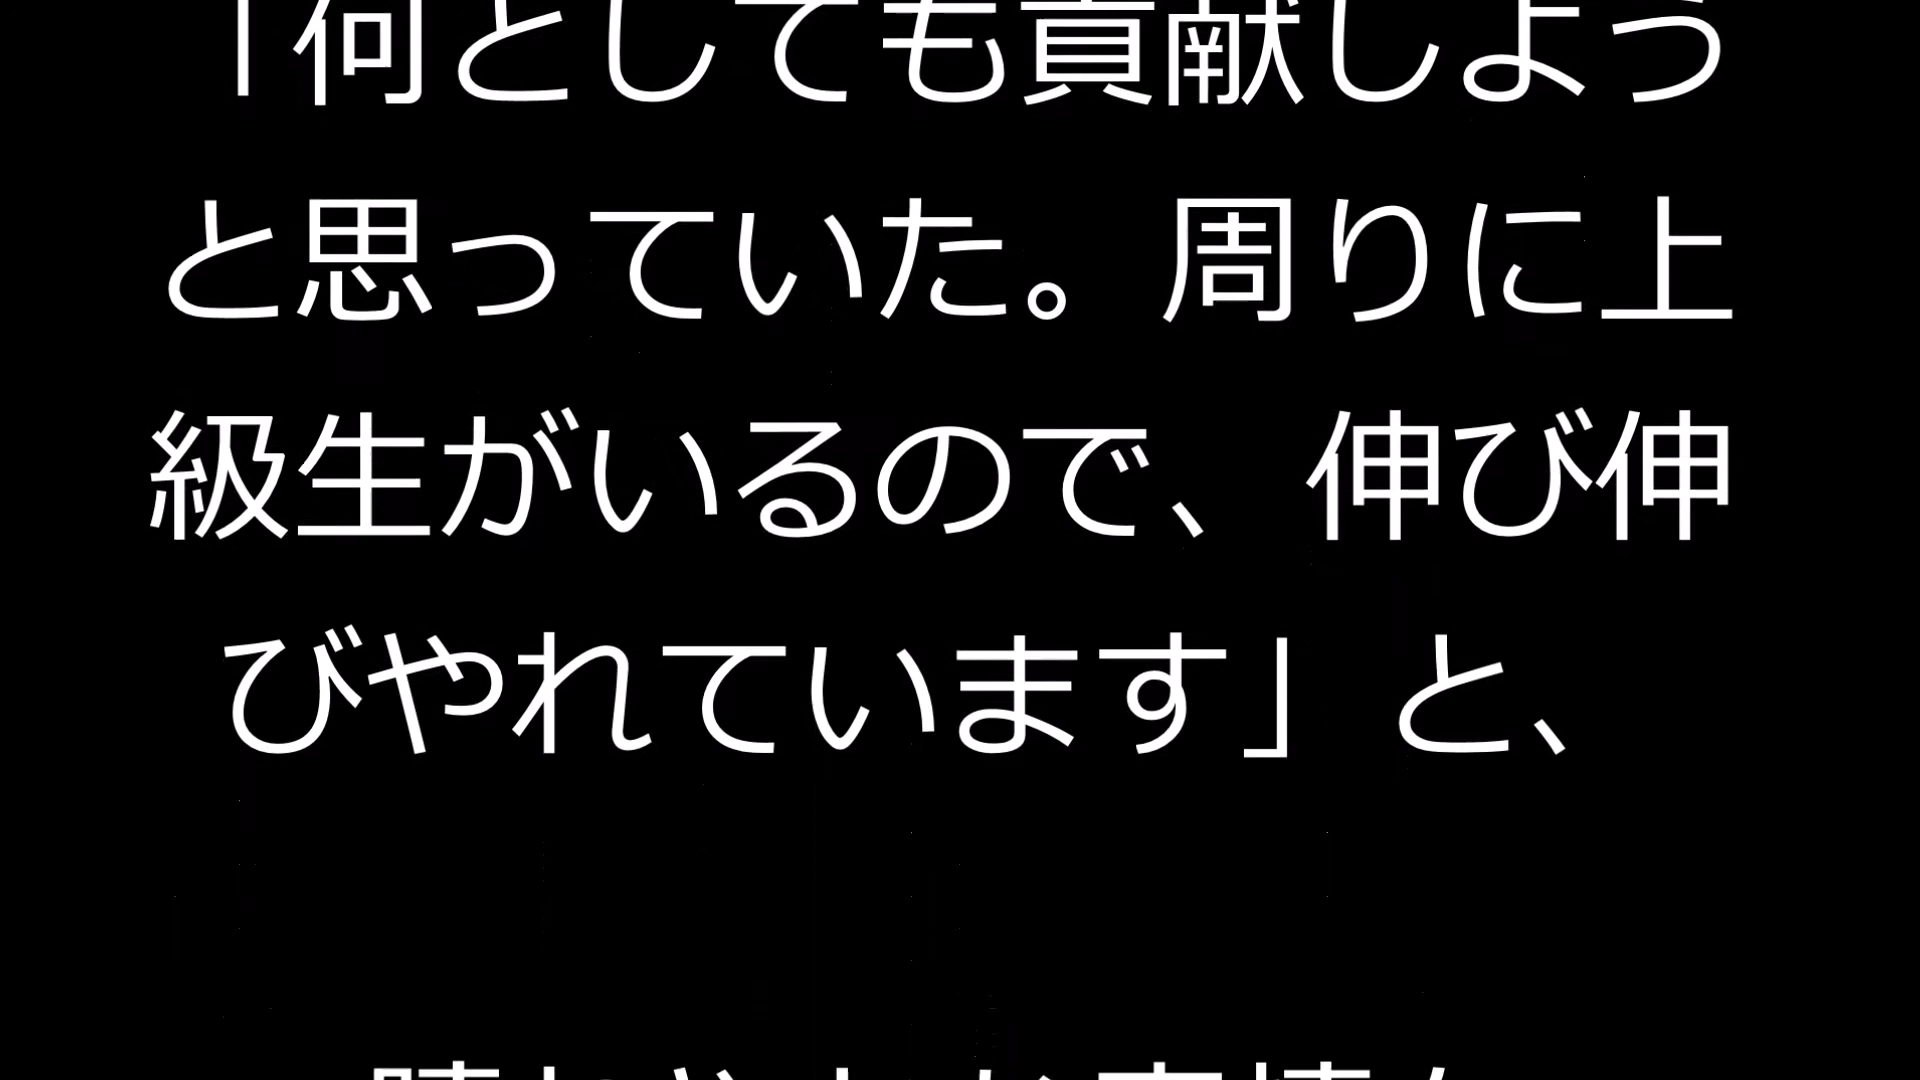 「何としても貢献しよう
と思っていた。周りに上
級生がいるので、伸び伸
びやれています」と、